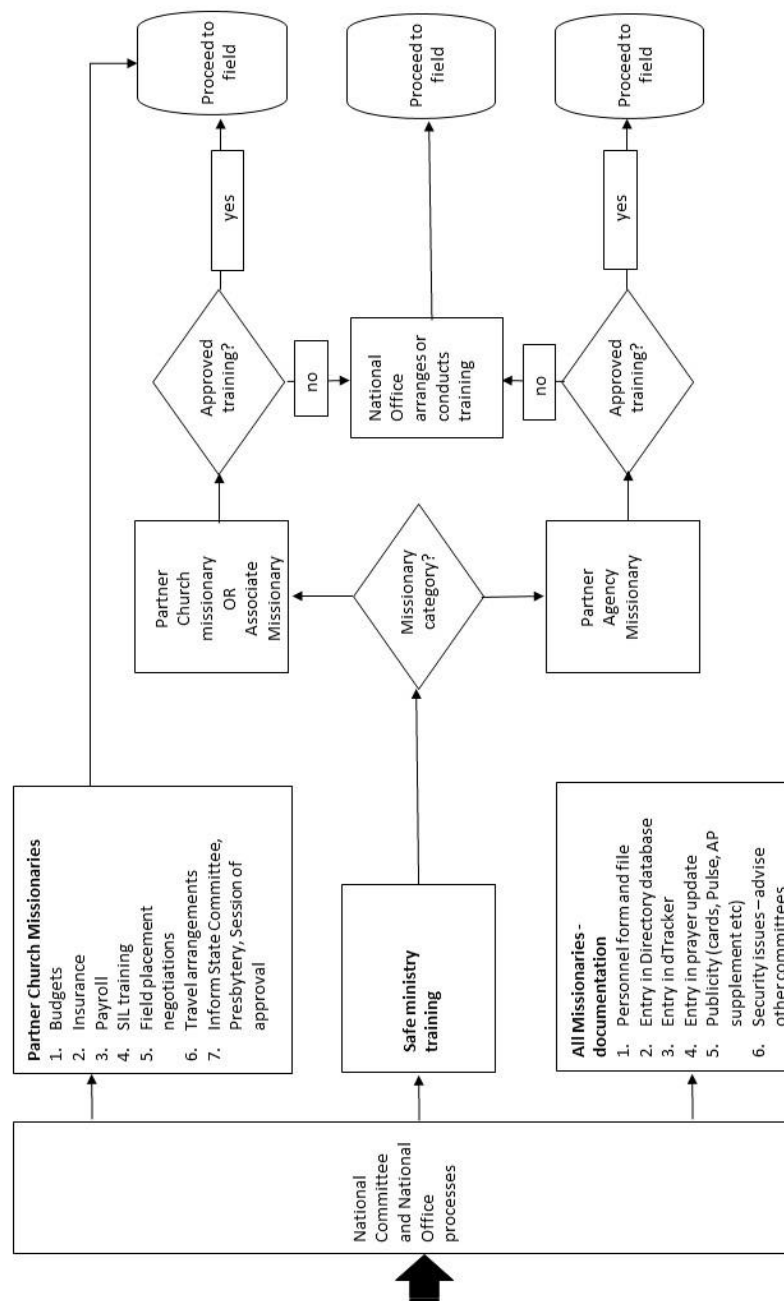 National
Committee
and National
Office
processes
Partner Church Missionaries
1. Budgets
2. Insurance
3. Payroll
4. SIL training
5. Field placement
negotiations
6. Travel arrangements
7. Inform State Committee,
Presbytery, Session of
approval
Safe ministry
training
All Missionaries -
documentation
1. Personnel form and file
2. Entry in Directory database
3. Entry in dTracker
4. Entry in prayer update
5. Publicity (cards, Pulse, AP
supplement etc)
6. Security issues – advise
other committees
Missionary
category?
Partner
Church
missionary
OR
Associate
Missionary
Partner
Agency
Missionary
Approved
training?
yes
no
National
Office
arranges or
conducts
training
no
Approved
training?
yes
Proceed to
field
Proceed to
field
Proceed to
field